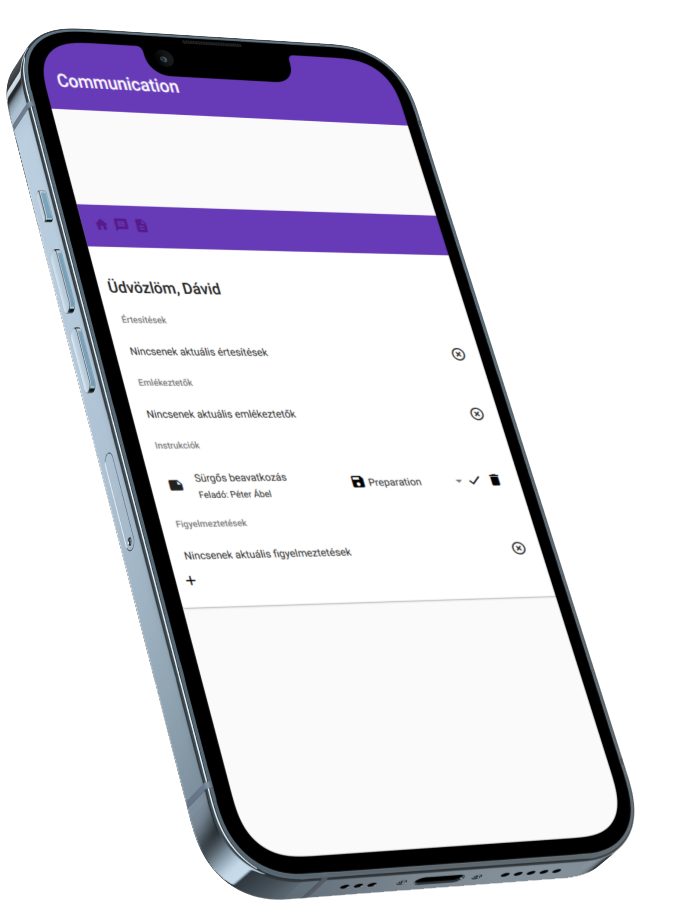 Communication
Üdvözlöm, Dávid
Értesítések
Nincsenek aktuális értesítések
Emlékeztetők
Nincsenek aktuális emlékeztetők
Instrukciók
Sürgős beavatkozás
Preparation
Feladó: Péter Ábel
Figyelmeztetések
Nincsenek aktuális figyelmeztetések
+